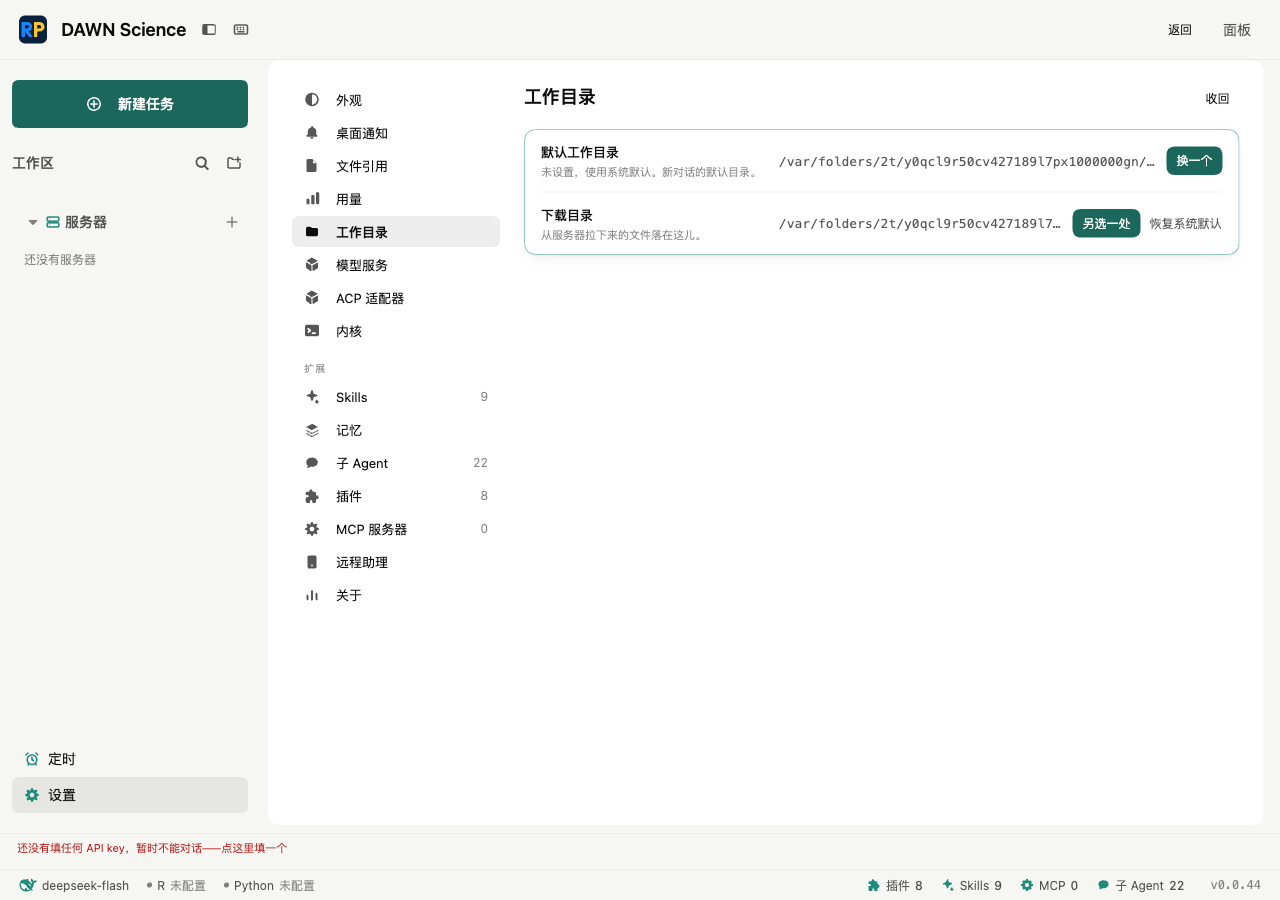 RP DAWN Science
返回
面板
新建任务
工作区
服务器
还没有服务器
定时
设置
外观
桌面通知
文件引用
用量
工作目录
模型服务
ACP 适配器
内核
扩展
Skills 9
记忆
子 Agent 22
插件 8
MCP 服务器 0
远程助理
关于
工作目录
收回
默认工作目录
未设置，使用系统默认。新对话的默认目录。
/var/folders/2t/y0qcl9r50cv427189l7px1000000gn/…
换一个
下载目录
从服务器拉下来的文件落在这儿。
/var/folders/2t/y0qcl9r50cv427189l7…
另选一处
恢复系统默认
还没有填任何 API key，暂时不能对话——点这里填一个
deepseek-flash
R 未配置
Python 未配置
插件 8
Skills 9
MCP 0
子 Agent 22
v0.0.44